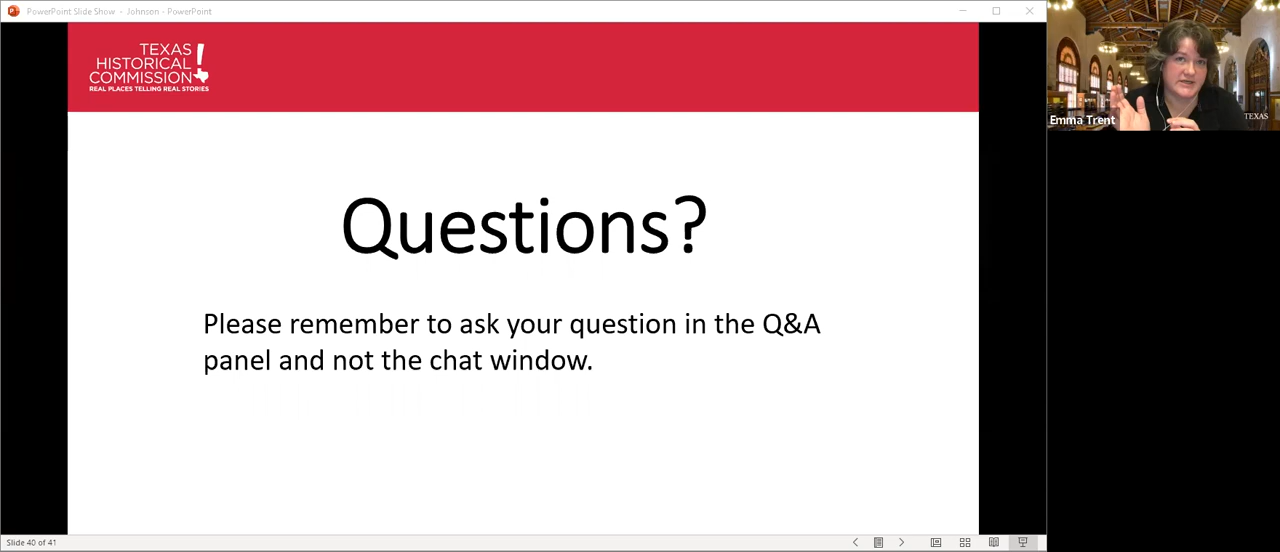 PowerPoint Slide Show - Johnson - PowerPoint
TEXAS
HISTORICAL
COMMISSION
REAL PLACES TELLING REAL STORIES
Questions?
Please remember to ask your question in the Q&A
panel and not the chat window.
Slide 40 of 41
Emma Trent
TEXAS